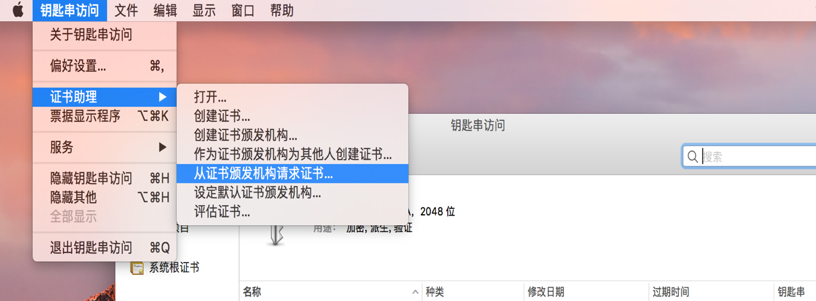 钥匙串访问 文件 编辑 显示 窗口 帮助
关于钥匙串访问
偏好设置... ⌘,
证书助理 ▶
票据显示程序 ⌥⌘K
服务 ▶
隐藏钥匙串访问 ⌘H
隐藏其他 ⌥⌘H
全部显示
退出钥匙串访问 ⌘Q
打开...
创建证书...
创建证书颁发机构...
作为证书颁发机构为其他人创建证书...
从证书颁发机构请求证书...
设定默认证书颁发机构...
评估证书...
钥匙串访问
搜索
, 2048 位
用途: 加密, 派生, 验证
项目
系统根证书
名称 种类 修改日期 过期时间 钥匙串